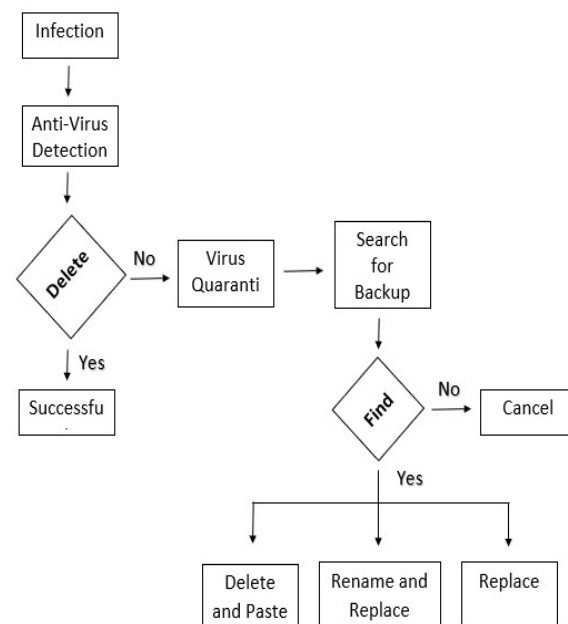 Infection
Anti-Virus
Detection
Delete
No
Virus
Quaranti
Search
for
Backup
Yes
Successfu
Find
No
Cancel
Yes
Delete
and Paste
Rename and
Replace
Replace